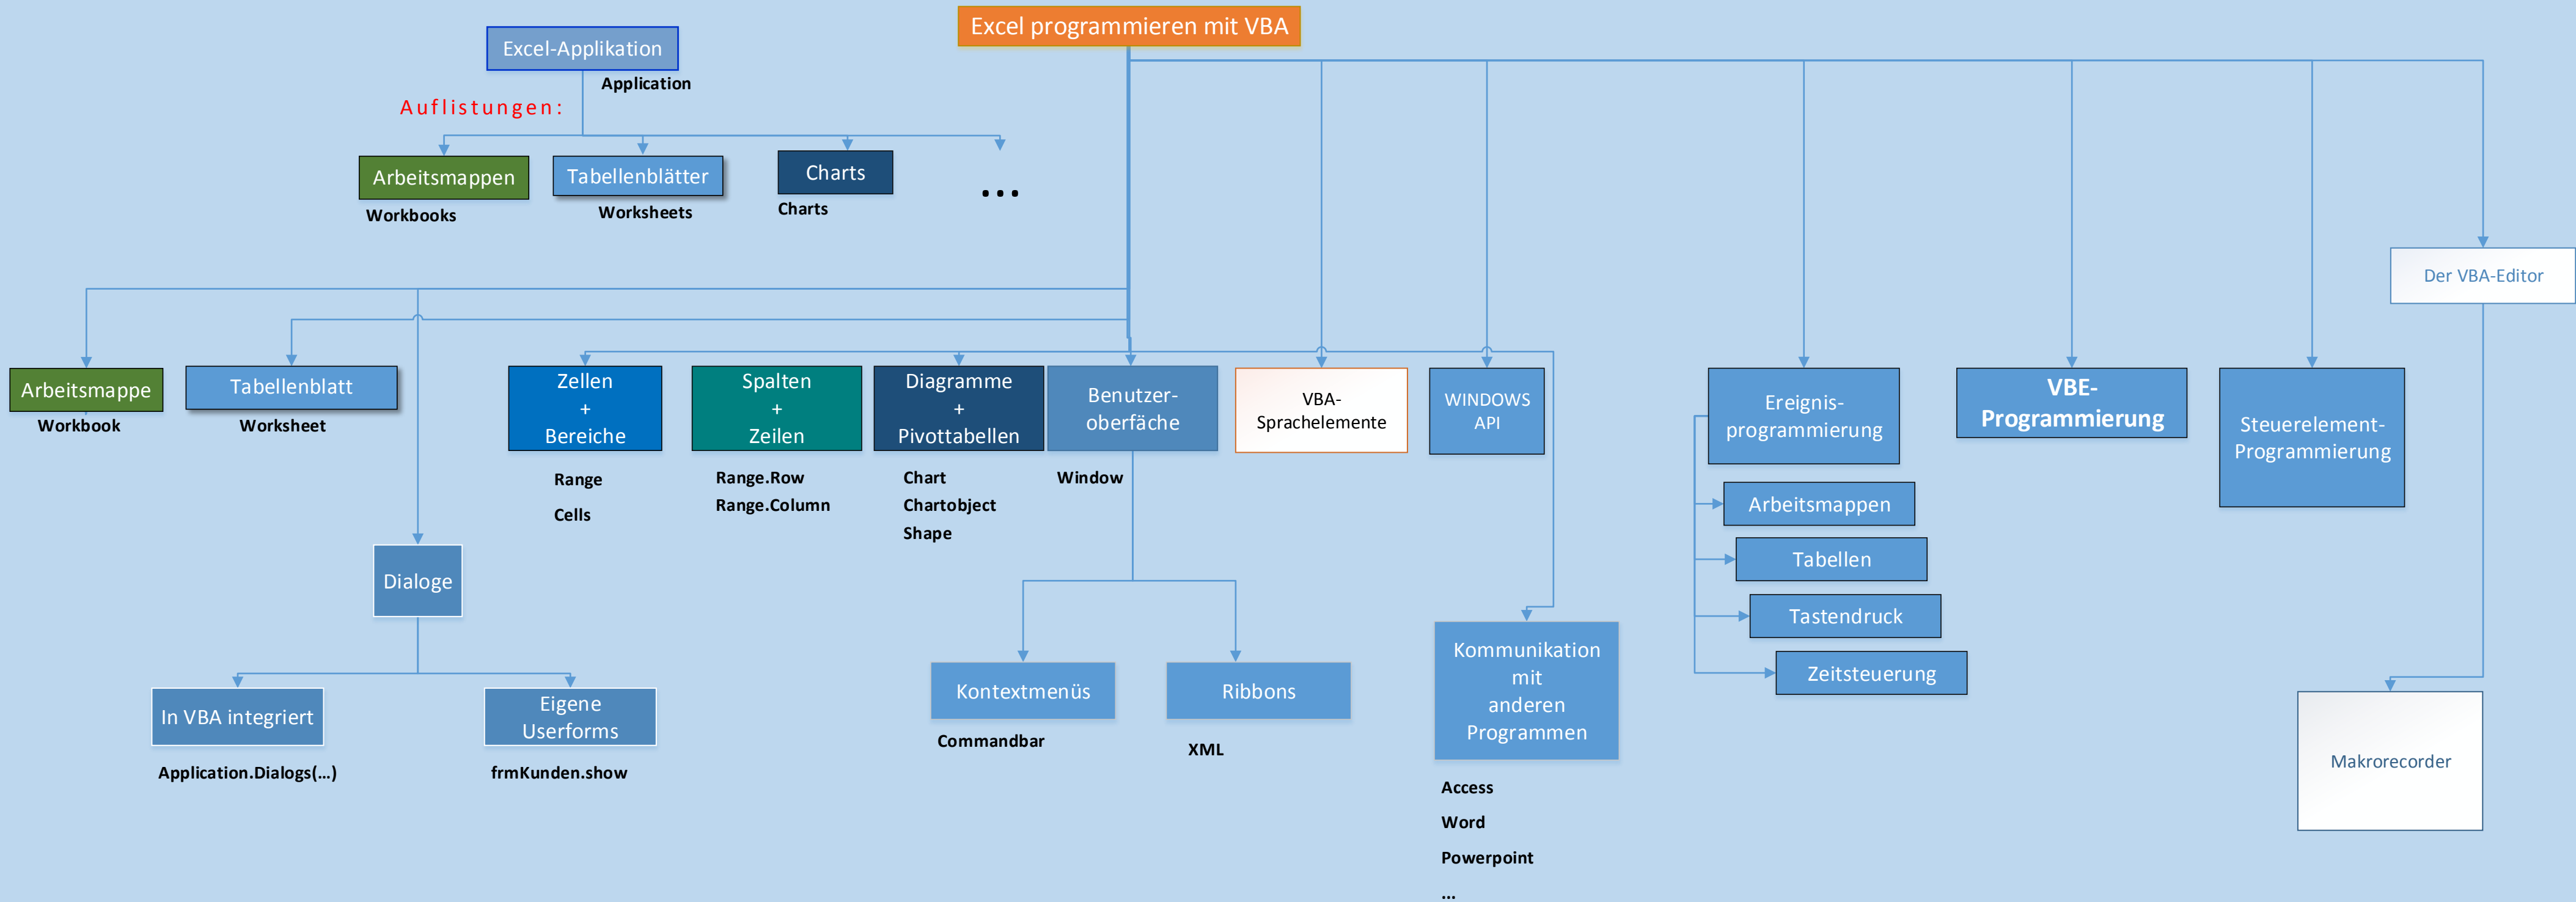 Excel programmieren mit VBA
Excel-Applikation
Application
Auflistungen:
Arbeitsmappen
Workbooks
Tabellenblätter
Worksheets
Charts
Charts
...
Der VBA-Editor
Arbeitsmappe
Workbook
Tabellenblatt
Worksheet
Zellen
+
Bereiche
Range
Cells
Spalten
+
Zeilen
Range.Row
Range.Column
Diagramme
+
Pivottabellen
Chart
Chartobject
Shape
Benutzer-
oberfäche
Window
VBA-
Sprachelemente
WINDOWS
API
Ereignis-
programmierung
Arbeitsmappen
Tabellen
Tastendruck
Zeitsteuerung
VBE-
Programmierung
Steuerelement-
Programmierung
Dialoge
In VBA integriert
Application.Dialogs(...)
Eigene
Userforms
frmKunden.show
Kontextmenüs
Commandbar
Ribbons
XML
Kommunikation
mit
anderen
Programmen
Access
Word
Powerpoint
...
Makrorecorder